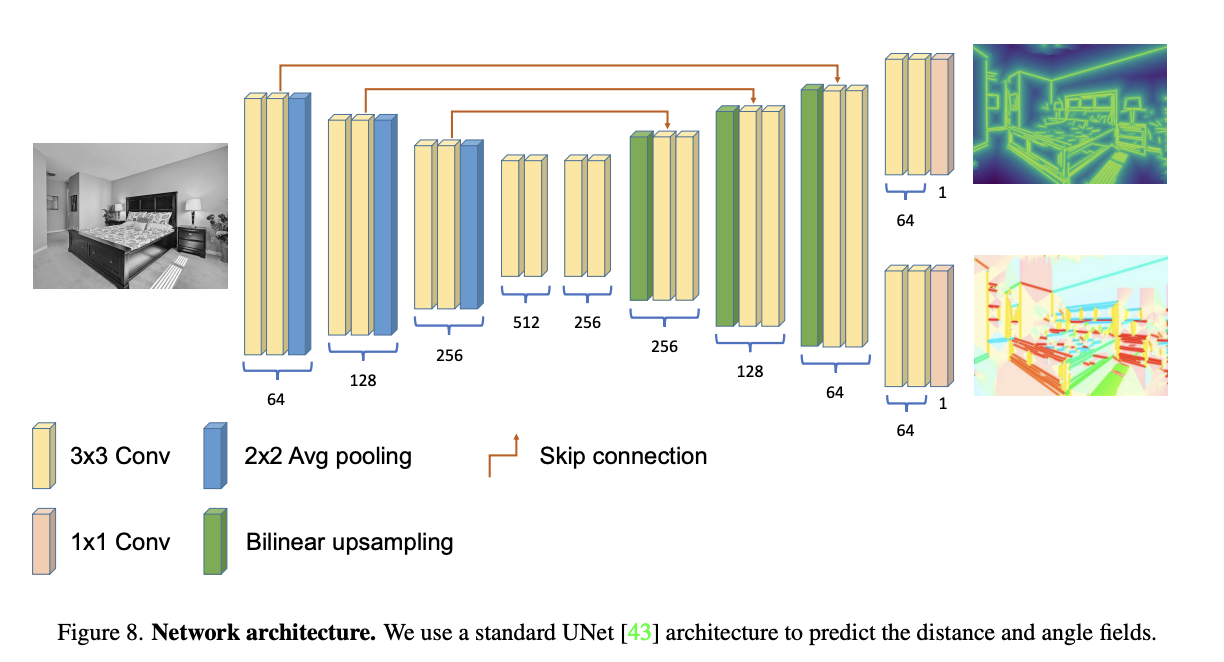 1
64
1
64
64
128
256
512
256
256
128
64
3x3 Conv
2x2 Avg pooling
Skip connection
1x1 Conv
Bilinear upsampling
Figure 8. Network architecture. We use a standard UNet [43] architecture to predict the distance and angle fields.